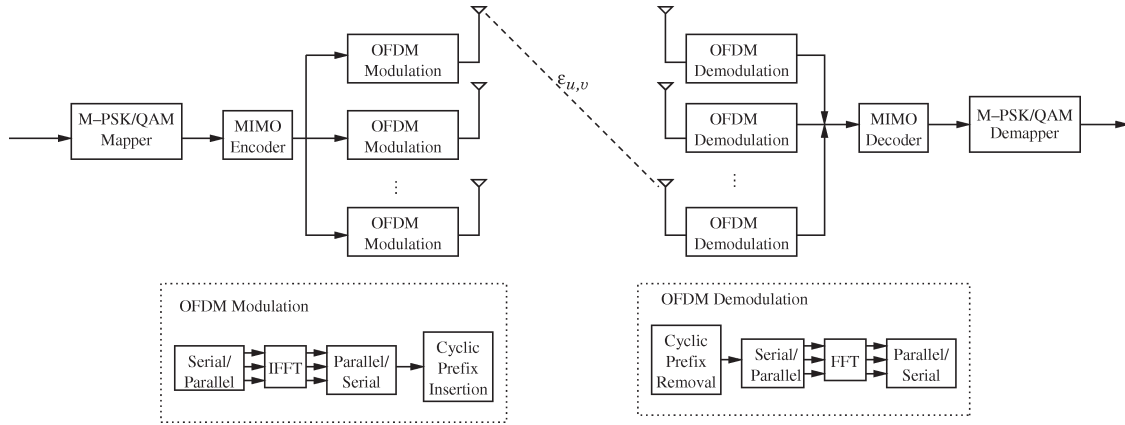 OFDM
Modulation
OFDM
Demodulation
ε_{u,v}
M–PSK/QAM
Mapper
MIMO
Encoder
OFDM
Modulation
OFDM
Demodulation
MIMO
Decoder
M–PSK/QAM
Demapper
⋮
⋮
OFDM
Modulation
OFDM
Demodulation
OFDM Modulation
Serial/
Parallel
IFFT
Parallel/
Serial
Cyclic
Prefix
Insertion
OFDM Demodulation
Cyclic
Prefix
Removal
Serial/
Parallel
FFT
Parallel/
Serial